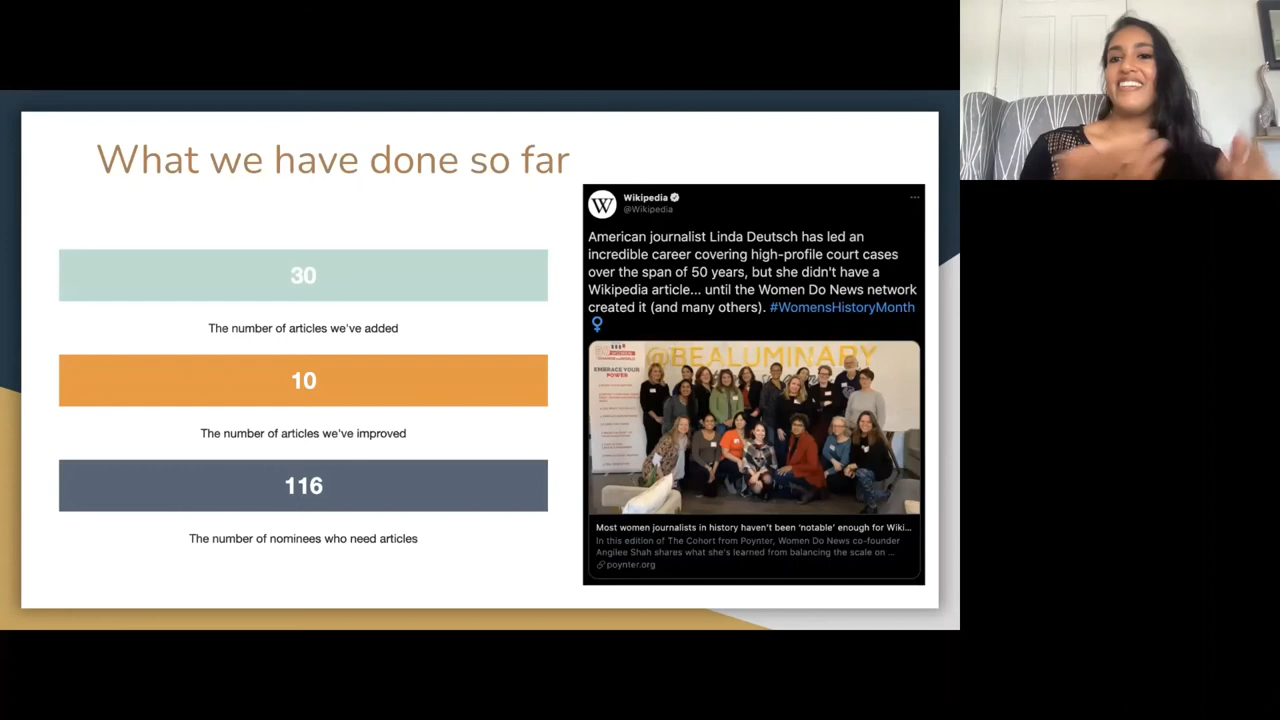 What we have done so far
30
The number of articles we've added
10
The number of articles we've improved
116
The number of nominees who need articles
W
Wikipedia
@Wikipedia
American journalist Linda Deutsch has led an
incredible career covering high-profile court cases
over the span of 50 years, but she didn't have a
Wikipedia article... until the Women Do News network
created it (and many others). #WomensHistoryMonth
@BEALUMINARY
EMBRACE YOUR
POWER
Most women journalists in history haven't been 'notable' enough for Wiki...
In this edition of The Cohort from Poynter, Women Do News co-founder
Angilee Shah shares what she's learned from balancing the scale on ...
poynter.org